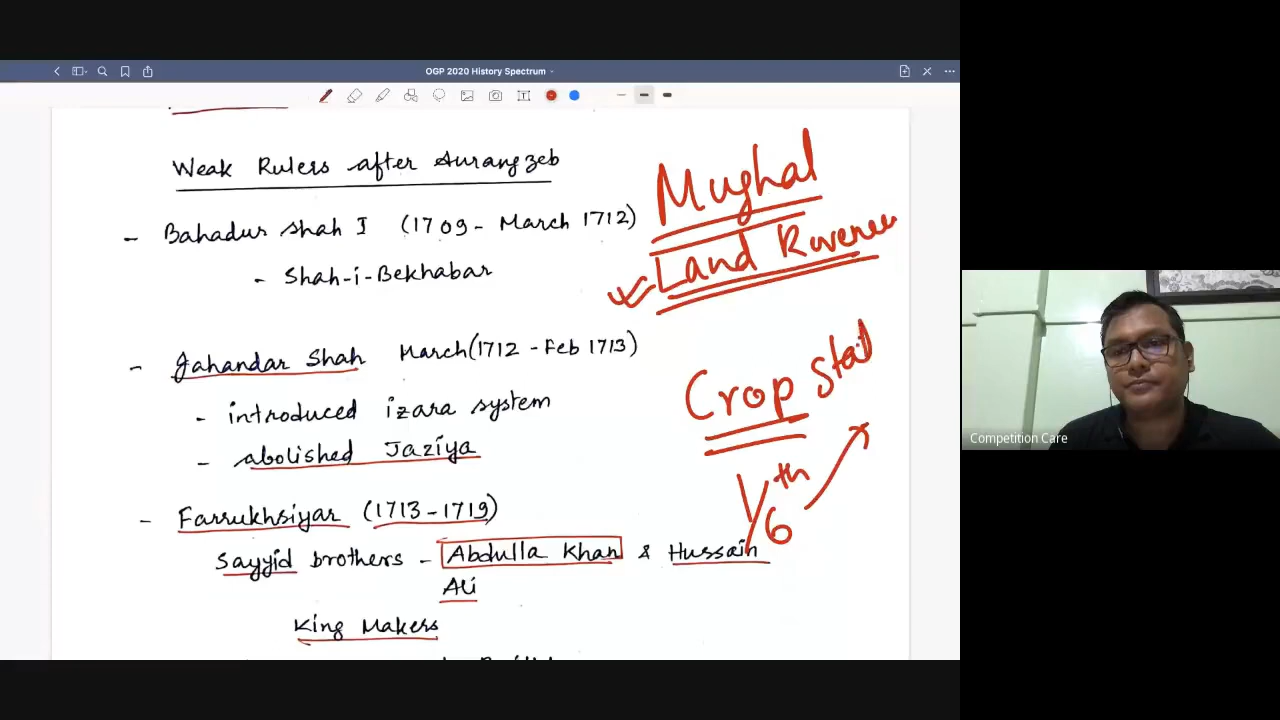 OGP 2020 History Spectrum
Weak Rulers after Aurangzeb
- Bahadur Shah I (1709 - March 1712)
- Shah-i-Bekhabar
- Jahandar Shah March (1712 - Feb 1713)
- introduced izara system
- abolished Jaziya
- Farrukhsiyar (1713-1719)
Sayyid brothers - Abdulla Khan & Hussain
Ali
King Makers
Mughal
Land Revenue
Crop Stat
1/6 th
Competition Care